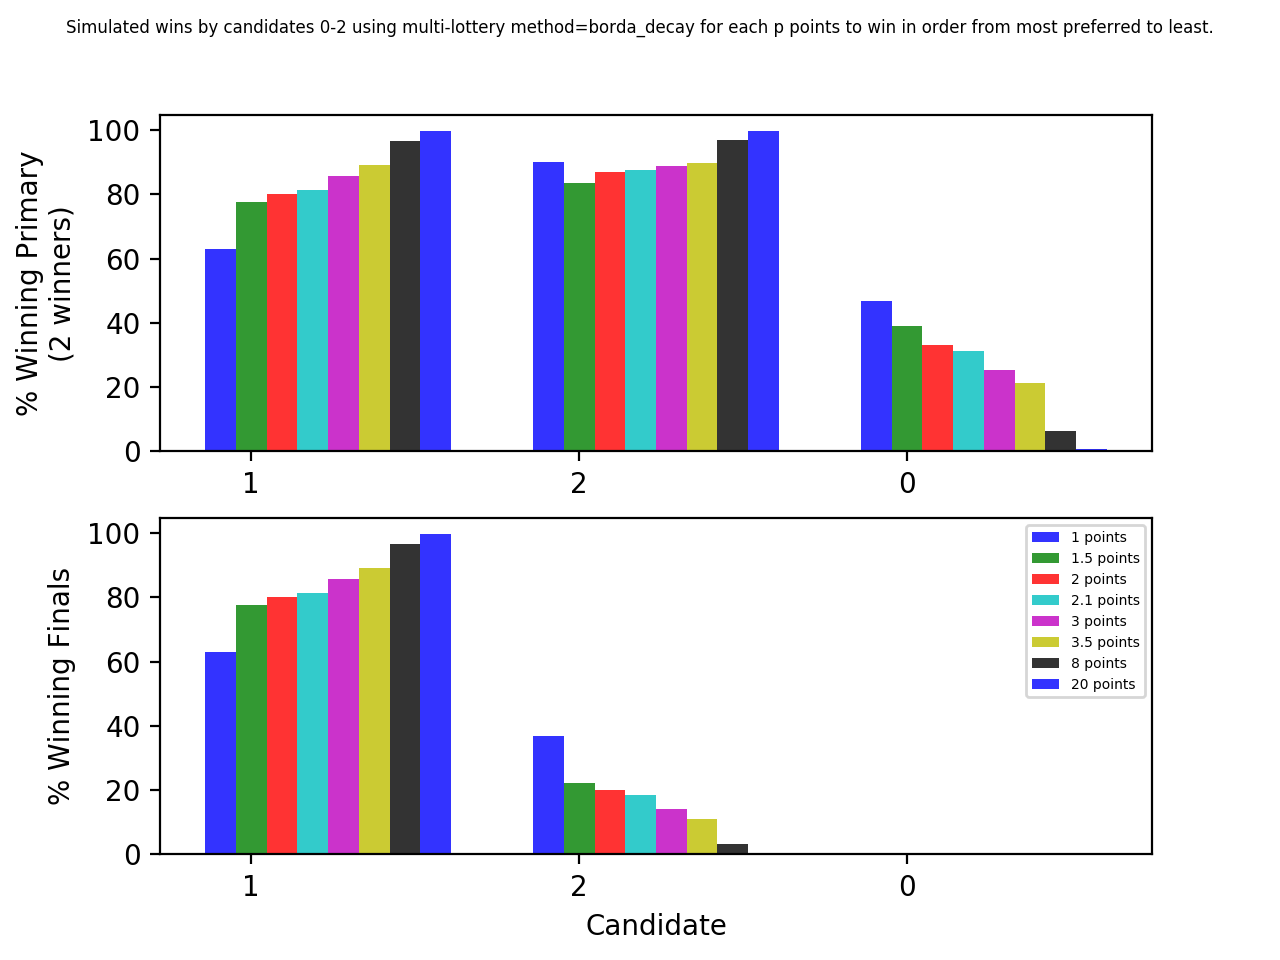 Simulated wins by candidates 0-2 using multi-lottery method=borda_decay for each p points to win in order from most preferred to least.
% Winning Primary
(2 winners)
100
80
60
40
20
0
1
2
0
% Winning Finals
100
80
60
40
20
0
1 points
1.5 points
2 points
2.1 points
3 points
3.5 points
8 points
20 points
1
2
0
Candidate